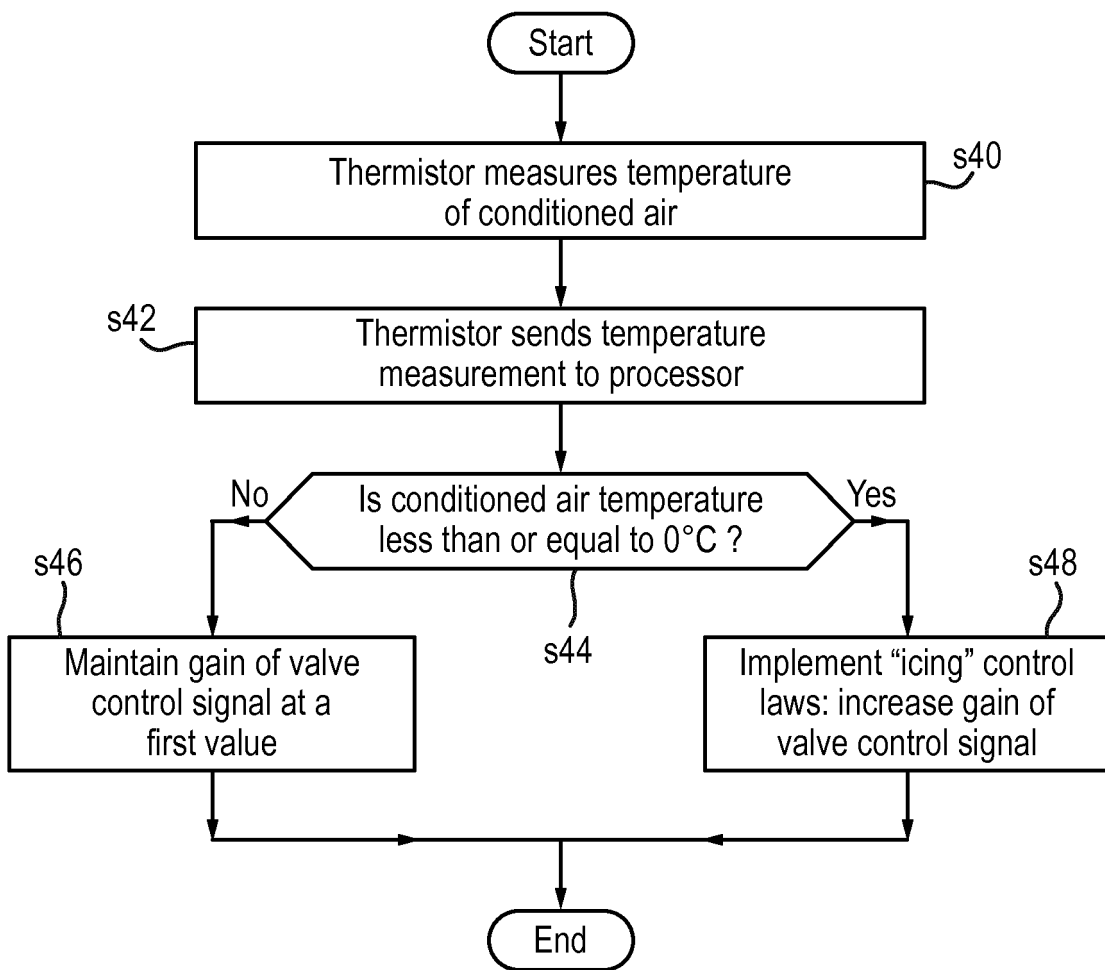 Start
Thermistor measures temperature
of conditioned air
s40
s42
Thermistor sends temperature
measurement to processor
No
Is conditioned air temperature
less than or equal to 0°C ?
Yes
s44
s46
Maintain gain of valve
control signal at a
first value
s48
Implement “icing” control
laws: increase gain of
valve control signal
End